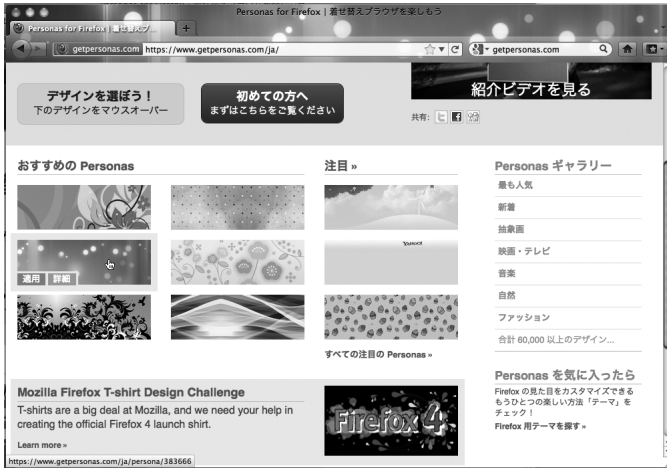 Personas for Firefox | 着せ替えブラウザを楽しもう
Personas for Firefox | 着せ替えブ...
getpersonas.com https://www.getpersonas.com/ja/
getpersonas.com
デザインを選ぼう！
下のデザインをマウスオーバー
初めての方へ
まずはこちらをご覧ください
紹介ビデオを見る
共有:
おすすめの Personas
適用 詳細
注目 »
YAHOO!
すべての注目の Personas »
Personas ギャラリー
最も人気
新着
抽象画
映画・テレビ
音楽
自然
ファッション
合計 60,000 以上のデザイン...
Mozilla Firefox T-shirt Design Challenge
T-shirts are a big deal at Mozilla, and we need your help in
creating the official Firefox 4 launch shirt.
Learn more »
Firefox 4
Personas を気に入ったら
Firefox の見た目をカスタマイズできる
もうひとつの楽しい方法「テーマ」を
チェック！
Firefox 用テーマを探す »
https://www.getpersonas.com/ja/persona/383666